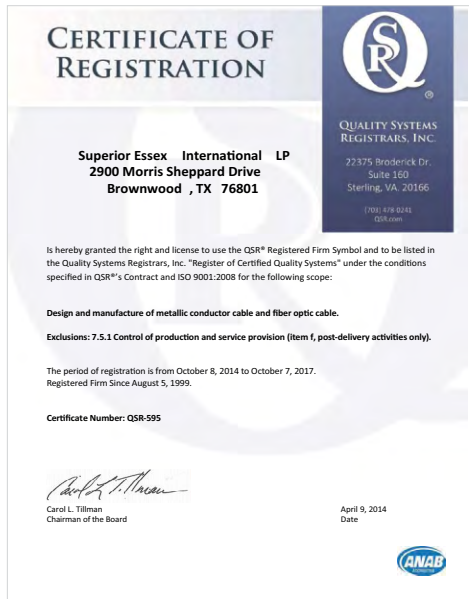 CERTIFICATE OF
REGISTRATION
QSR
®
QUALITY SYSTEMS
REGISTRARS, INC.
22375 Broderick Dr.
Suite 160
Sterling, VA. 20166
(703) 478-0241
QSR.com
Superior Essex International LP
2900 Morris Sheppard Drive
Brownwood , TX 76801
Is hereby granted the right and license to use the QSR® Registered Firm Symbol and to be listed in
the Quality Systems Registrars, Inc. "Register of Certified Quality Systems" under the conditions
specified in QSR®'s Contract and ISO 9001:2008 for the following scope:
Design and manufacture of metallic conductor cable and fiber optic cable.
Exclusions: 7.5.1 Control of production and service provision (item f, post-delivery activities only).
The period of registration is from October 8, 2014 to October 7, 2017.
Registered Firm Since August 5, 1999.
Certificate Number: QSR-595
Carol L. Tillman
Carol L. Tillman
Chairman of the Board
April 9, 2014
Date
ANAB